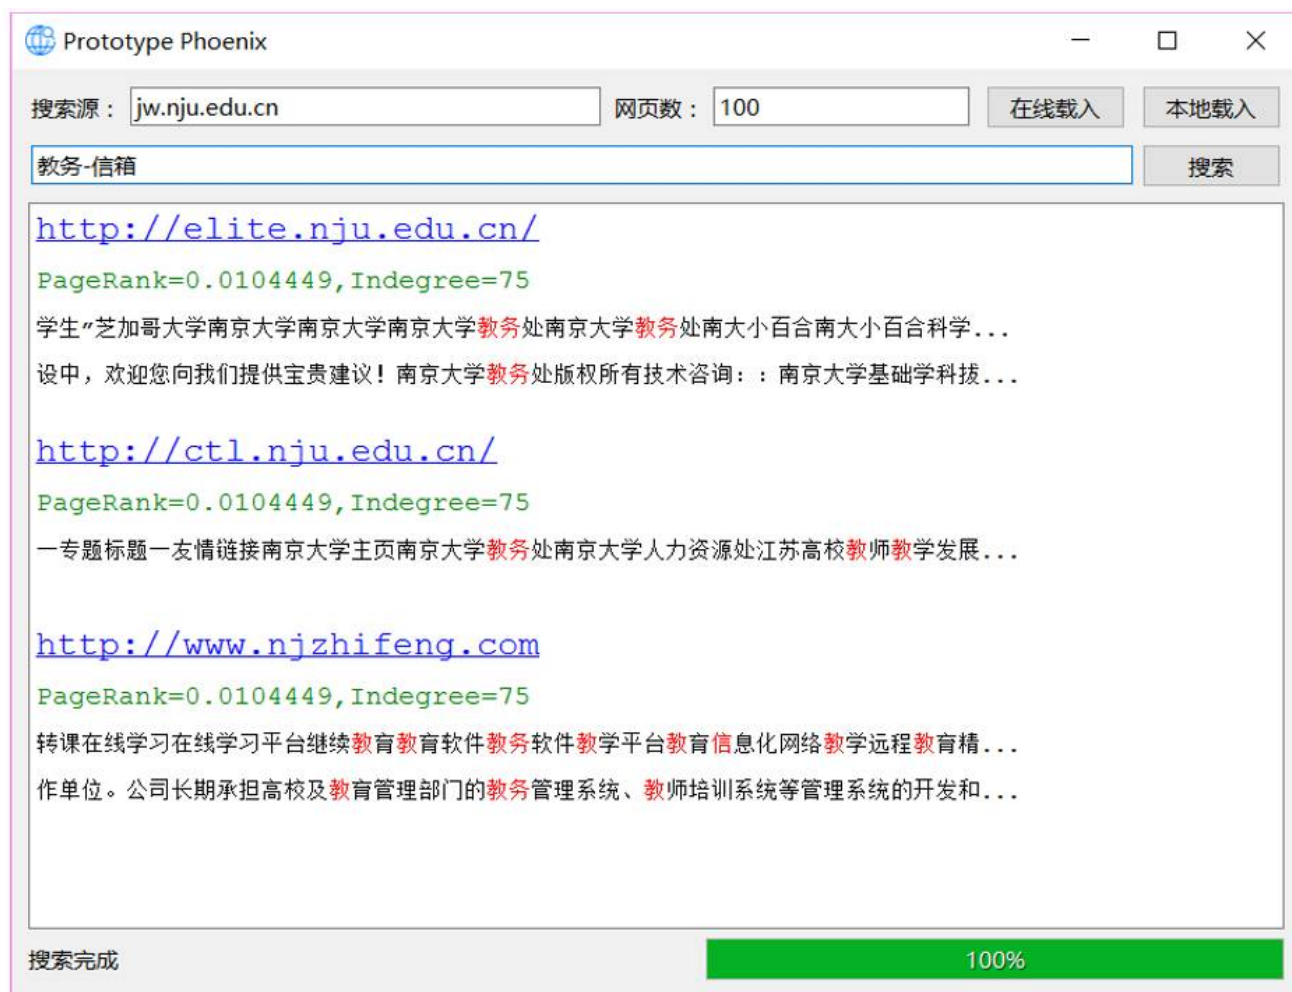 Prototype Phoenix
搜索源： jw.nju.edu.cn 网页数： 100 在线载入 本地载入
教务-信箱 搜索
http://elite.nju.edu.cn/
PageRank=0.0104449,Indegree=75
学生”芝加哥大学南京大学南京大学南京大学教务处南京大学教务处南大小百合南大小百合科学...
设中，欢迎您向我们提供宝贵建议！南京大学教务处版权所有技术咨询：：南京大学基础学科拔...
http://ctl.nju.edu.cn/
PageRank=0.0104449,Indegree=75
一专题标题一友情链接南京大学主页南京大学教务处南京大学人力资源处江苏高校教师教学发展...
http://www.njzhifeng.com
PageRank=0.0104449,Indegree=75
转课在线学习在线学习平台继续教育教育软件教务软件教学平台教育信息化网络教学远程教育精...
作单位。公司长期承担高校及教育管理部门的教务管理系统、教师培训系统等管理系统的开发和...
搜索完成 100%